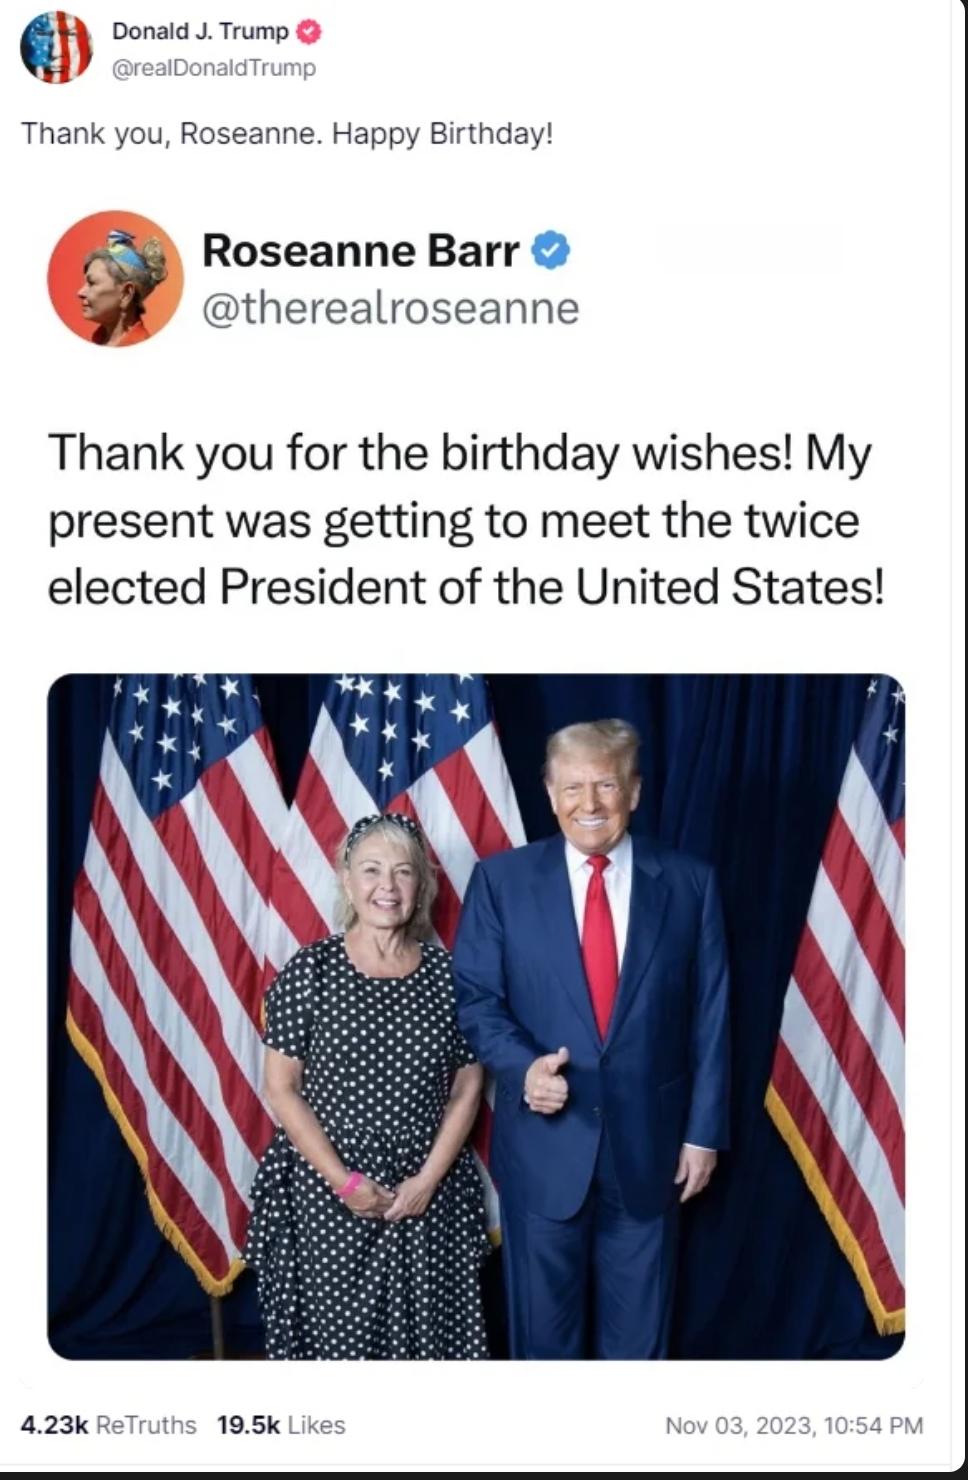 Donald J. Trump
@realDonaldTrump
Thank you, Roseanne. Happy Birthday!
Roseanne Barr
@therealroseanne
Thank you for the birthday wishes! My
present was getting to meet the twice
elected President of the United States!
4.23k ReTruths 19.5k Likes
Nov 03, 2023, 10:54 PM